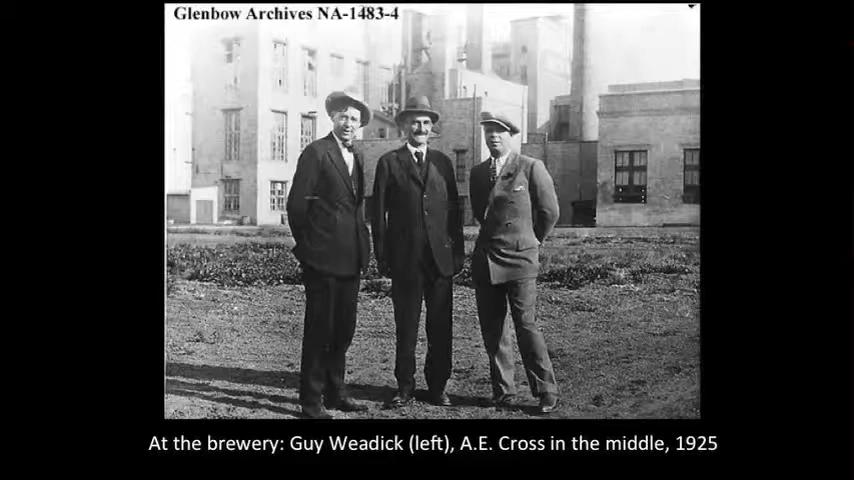 Glenbow Archives NA-1483-4
At the brewery: Guy Weadick (left), A.E. Cross in the middle, 1925